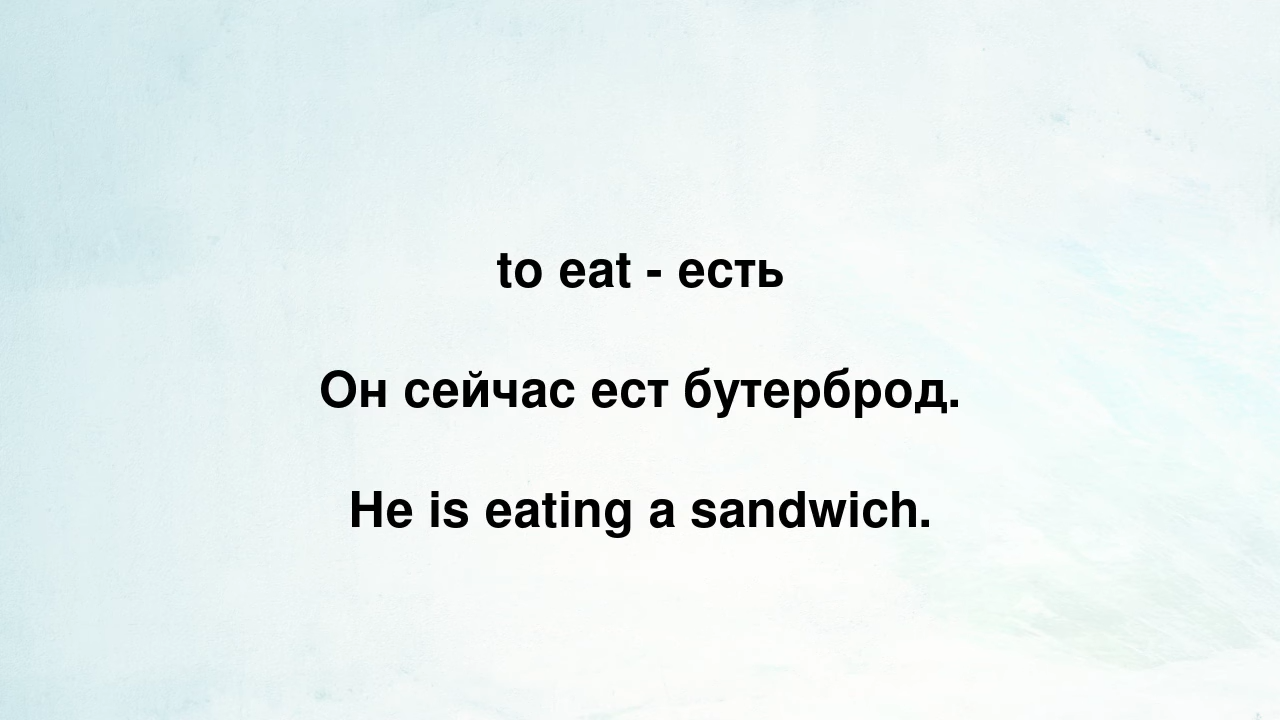 to eat - есть
Он сейчас ест бутерброд.
He is eating a sandwich.